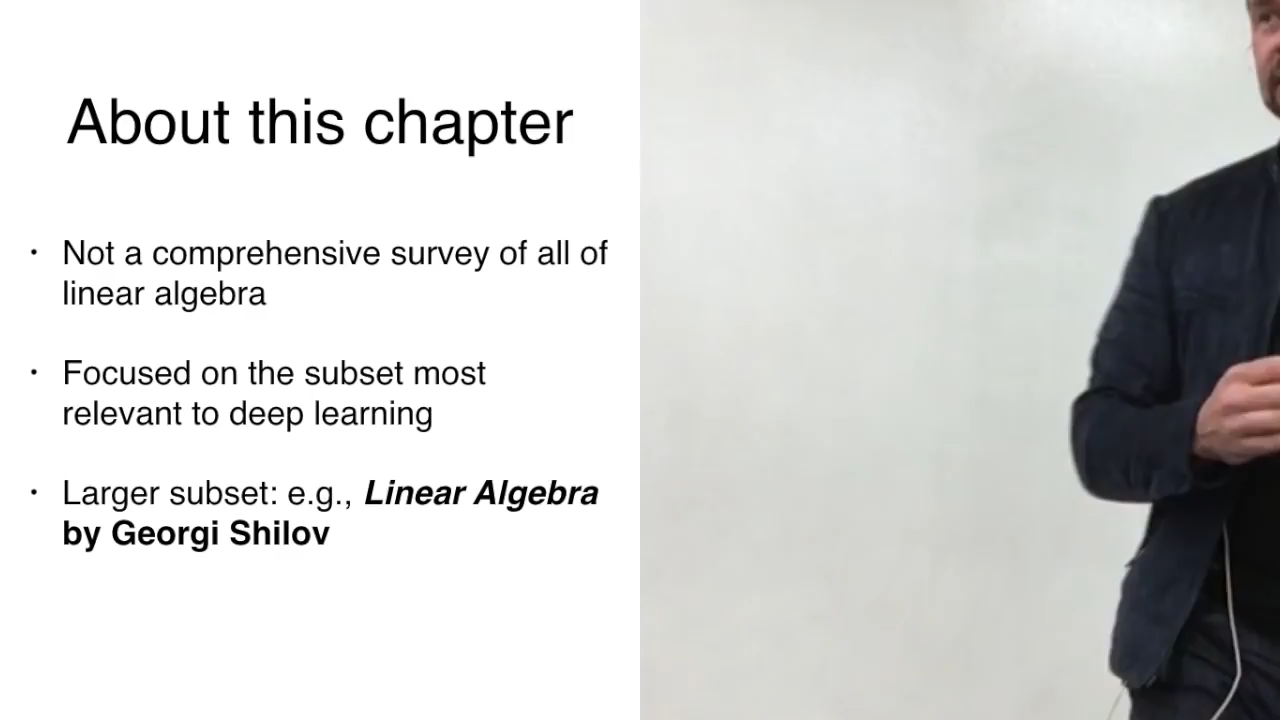 About this chapter
• Not a comprehensive survey of all of
linear algebra
• Focused on the subset most
relevant to deep learning
• Larger subset: e.g., Linear Algebra
by Georgi Shilov